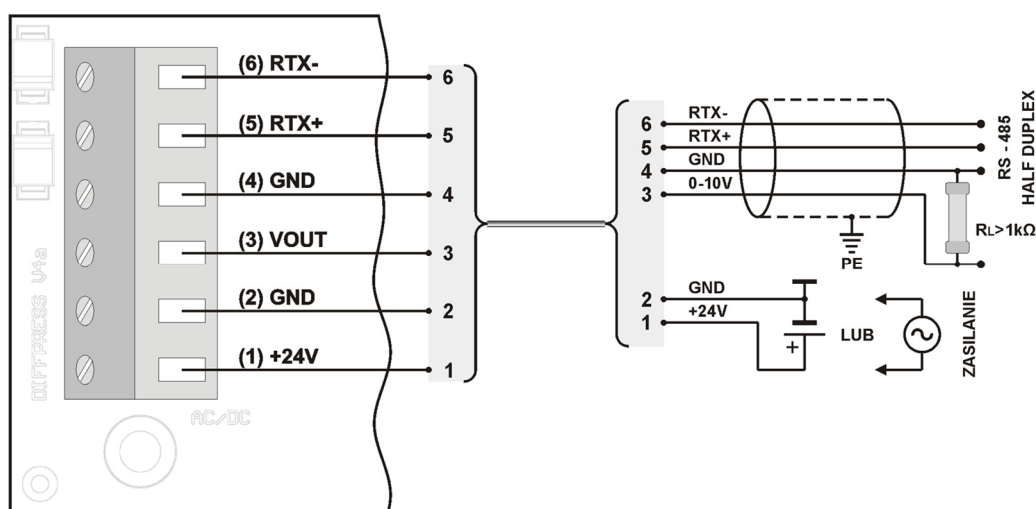 (6) RTX-
(5) RTX+
(4) GND
(3) VOUT
(2) GND
(1) +24V
DIFFPRESS V4a
AC/DC
6
5
4
3
2
1
6 RTX-
5 RTX+
4 GND
3 0-10V
2 GND
1 +24V
PE
+
LUB
RL>1kΩ
RS - 485
HALF DUPLEX
ZASILANIE